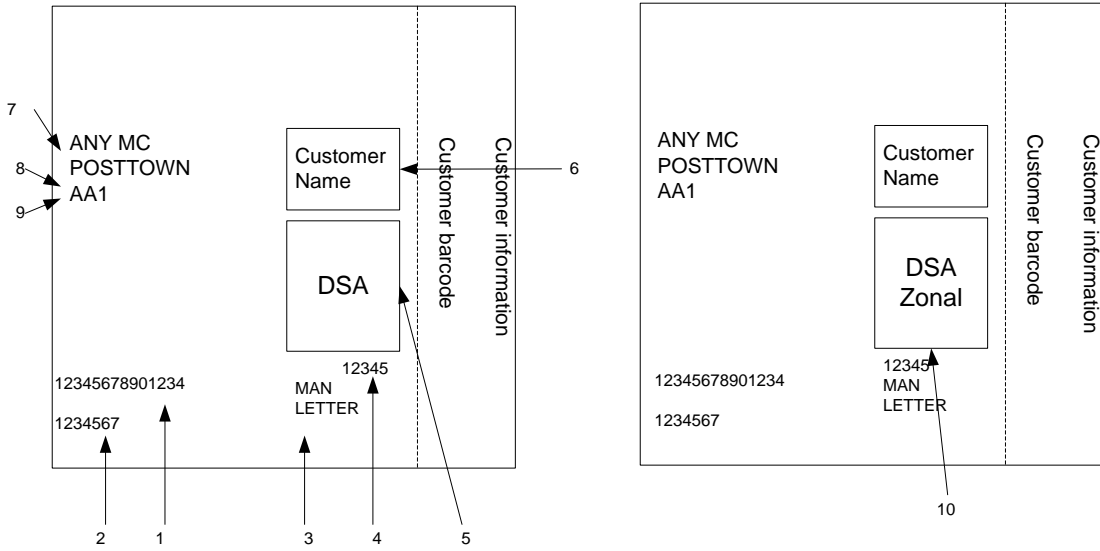 7
8
9
ANY MC
POSTTOWN
AA1
Customer
Name
DSA
12345
MAN
LETTER
12345678901234
1234567
Customer barcode
Customer information
6
2
1
3
4
5
ANY MC
POSTTOWN
AA1
Customer
Name
DSA
Zonal
12345
MAN
LETTER
12345678901234
1234567
Customer barcode
Customer information
10